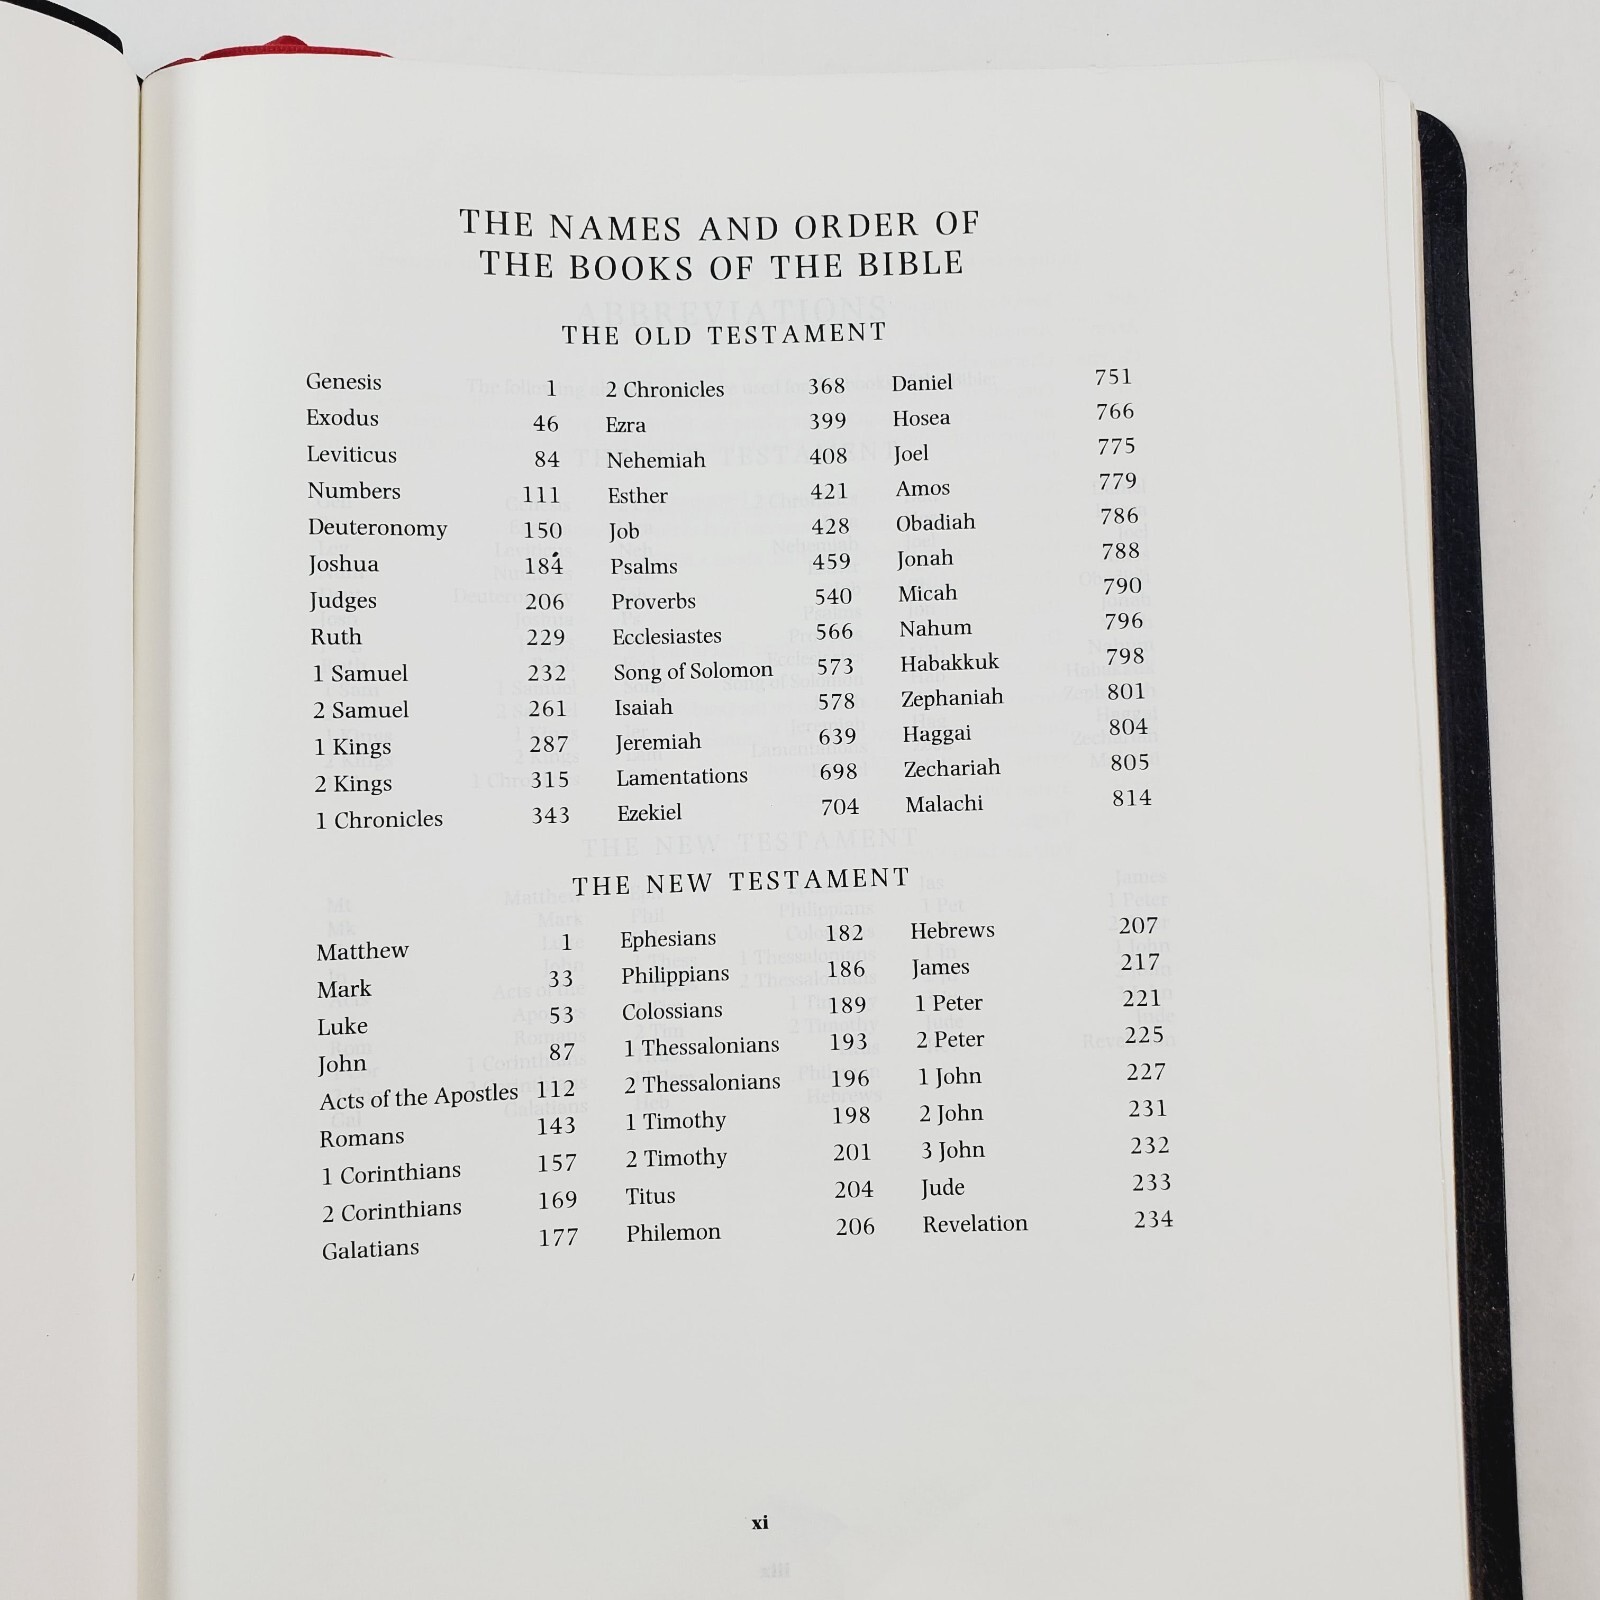 THE NAMES AND ORDER OF
THE BOOKS OF THE BIBLE
THE OLD TESTAMENT
Genesis 1
Exodus 46
Leviticus 84
Numbers 111
Deuteronomy 150
Joshua 184
Judges 206
Ruth 229
1 Samuel 232
2 Samuel 261
1 Kings 287
2 Kings 315
1 Chronicles 343
2 Chronicles 368
Ezra 399
Nehemiah 408
Esther 421
Job 428
Psalms 459
Proverbs 540
Ecclesiastes 566
Song of Solomon 573
Isaiah 578
Jeremiah 639
Lamentations 698
Ezekiel 704
Daniel 751
Hosea 766
Joel 775
Amos 779
Obadiah 786
Jonah 788
Micah 790
Nahum 796
Habakkuk 798
Zephaniah 801
Haggai 804
Zechariah 805
Malachi 814
THE NEW TESTAMENT
Matthew 1
Mark 33
Luke 53
John 87
Acts of the Apostles 112
Romans 143
1 Corinthians 157
2 Corinthians 169
Galatians 177
Ephesians 182
Philippians 186
Colossians 189
1 Thessalonians 193
2 Thessalonians 196
1 Timothy 198
2 Timothy 201
Titus 204
Philemon 206
Hebrews 207
James 217
1 Peter 221
2 Peter 225
1 John 227
2 John 231
3 John 232
Jude 233
Revelation 234
xi